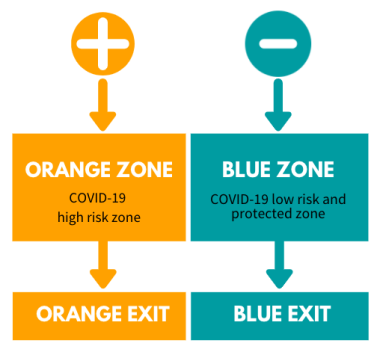 ORANGE ZONE
COVID-19
high risk zone
BLUE ZONE
COVID-19 low risk and
protected zone
ORANGE EXIT
BLUE EXIT